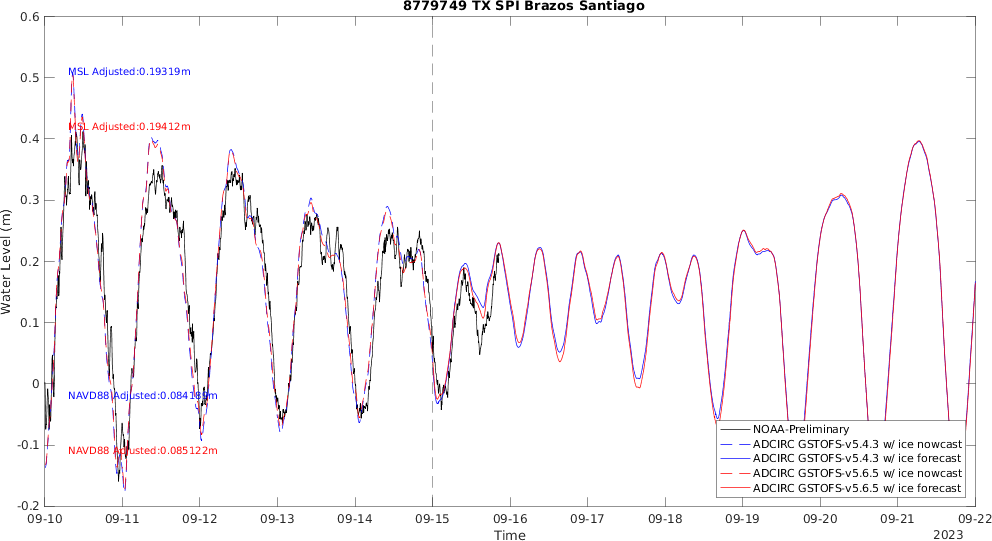 8779749 TX SPI Brazos Santiago
Water Level (m)
0.6
0.5
0.4
0.3
0.2
0.1
0
-0.1
-0.2
MSL Adjusted:0.19319m
MSL Adjusted:0.19412m
NAVD88 Adjusted:0.084189m
NAVD88 Adjusted:0.085122m
NOAA-Preliminary
ADCIRC GSTOFS-v5.4.3 w/ ice nowcast
ADCIRC GSTOFS-v5.4.3 w/ ice forecast
ADCIRC GSTOFS-v5.6.5 w/ ice nowcast
ADCIRC GSTOFS-v5.6.5 w/ ice forecast
09-10 09-11 09-12 09-13 09-14 09-15 09-16 09-17 09-18 09-19 09-20 09-21 09-22
Time
2023